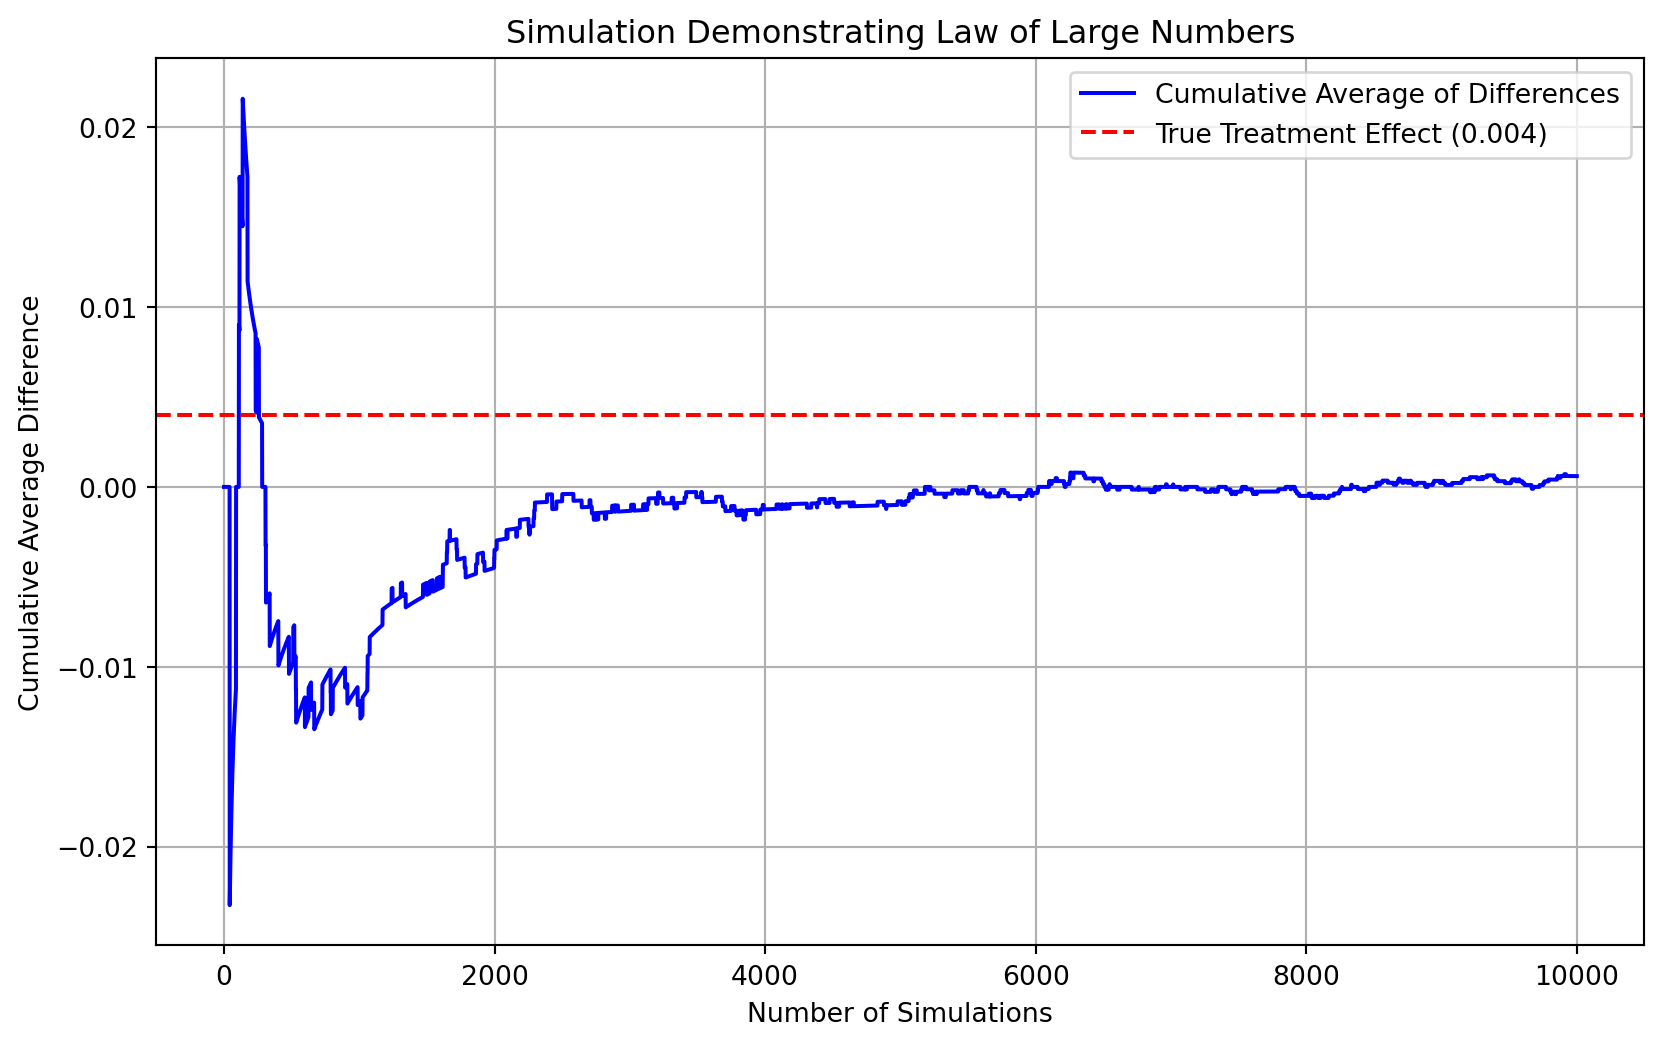 Simulation Demonstrating Law of Large Numbers
Cumulative Average of Differences
True Treatment Effect (0.004)
Cumulative Average Difference
0.02
0.01
0.00
−0.01
−0.02
0 2000 4000 6000 8000 10000
Number of Simulations